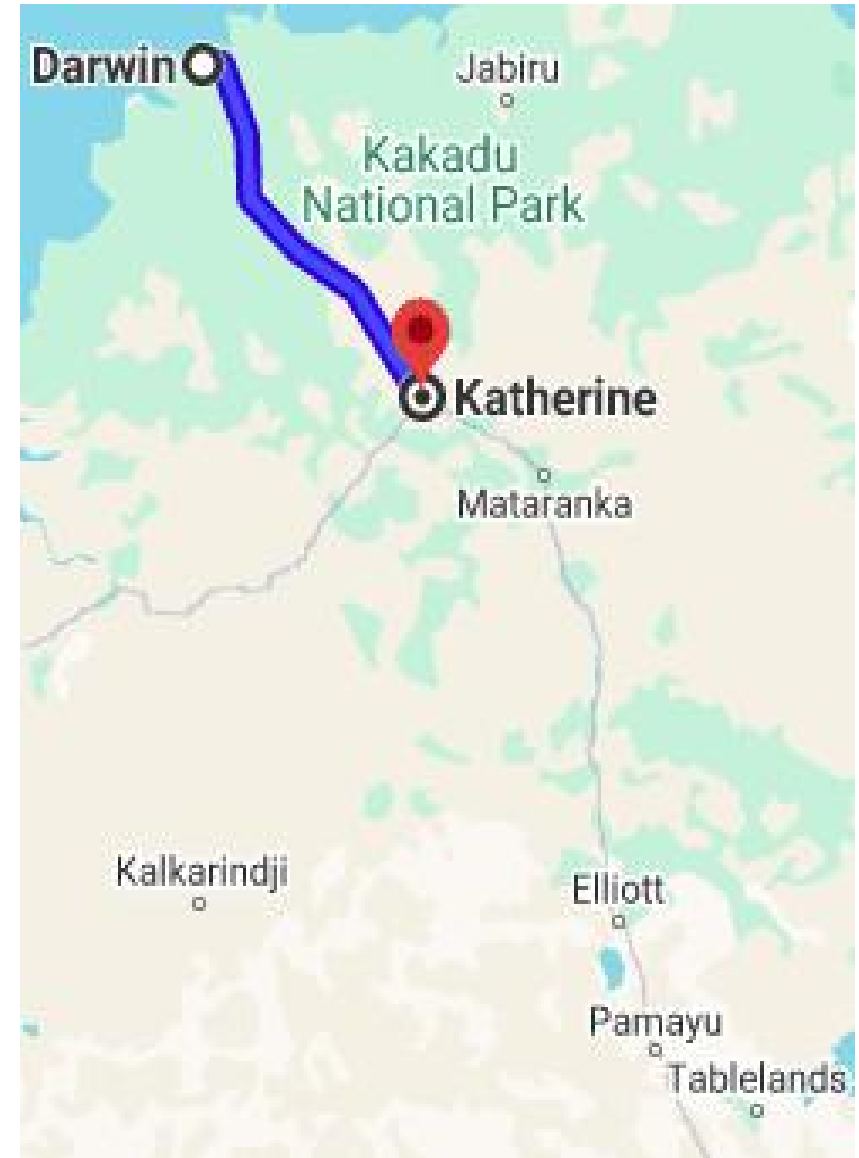 Darwin
Jabiru
Kakadu
National Park
Katherine
Mataranka
Kalkarindji
Elliott
Pamayu
Tablelands